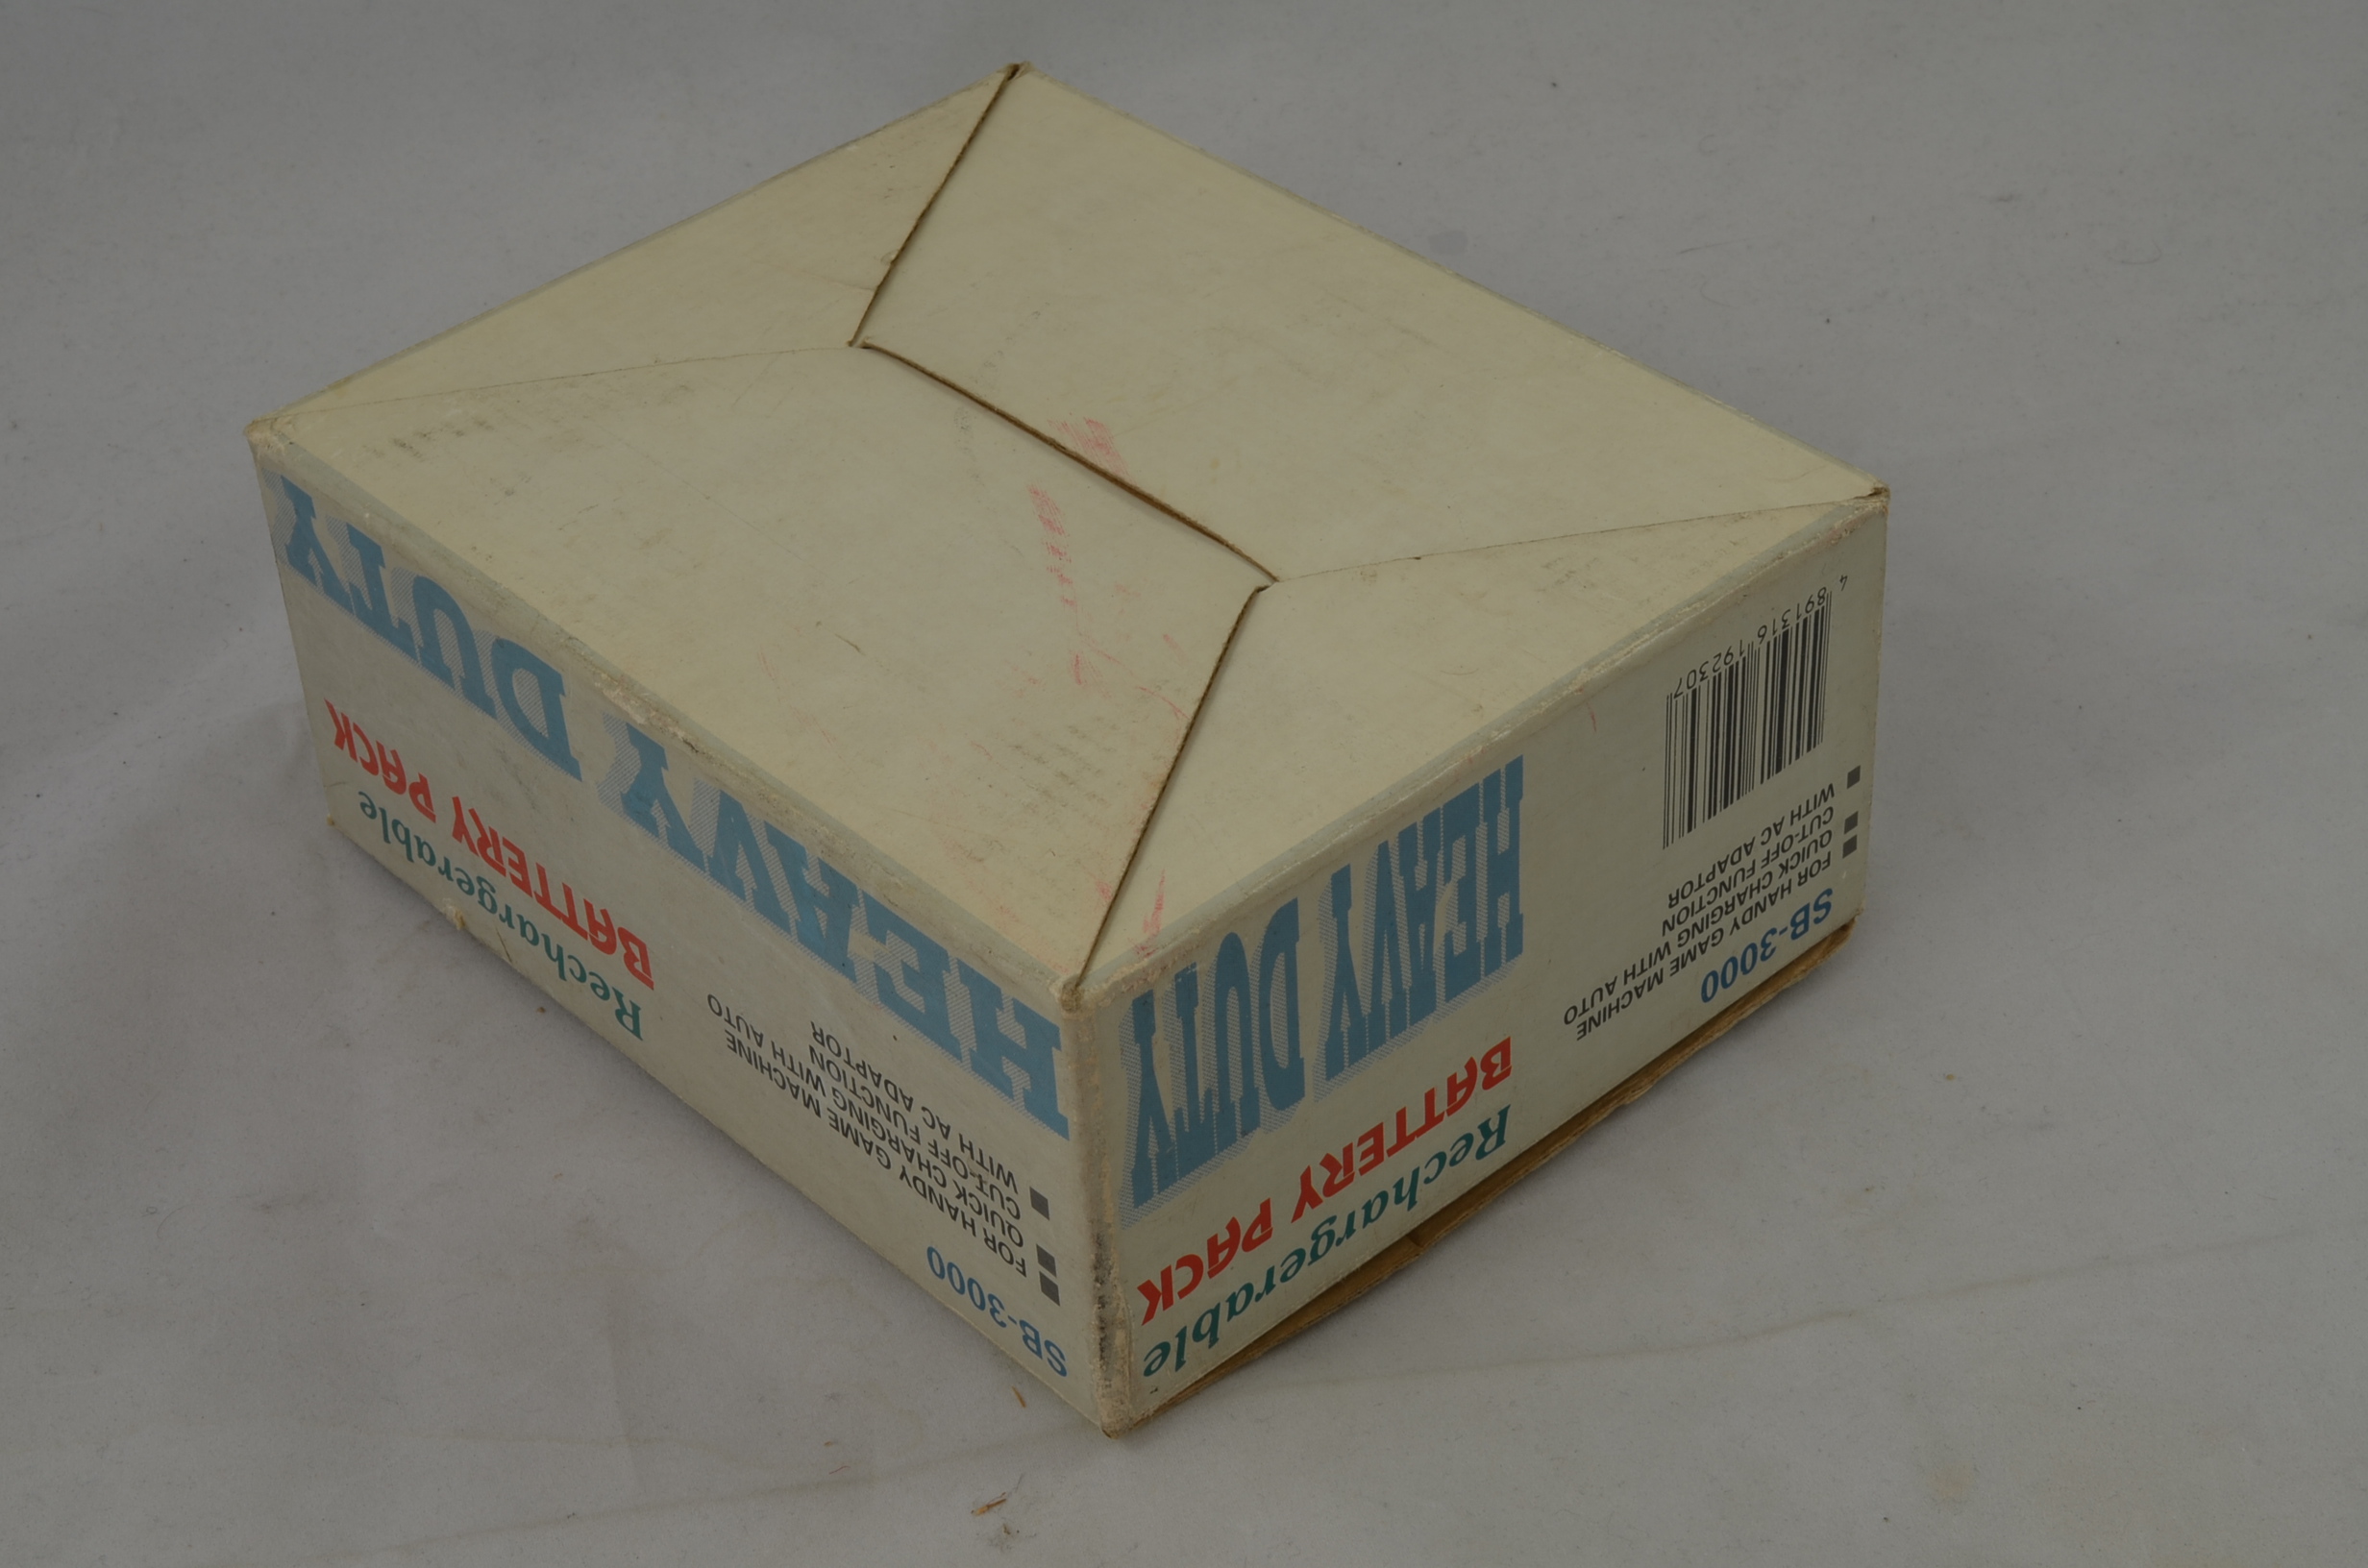 SB-3000
FOR HANDY GAME MACHINE
QUICK CHARGING WITH AUTO
CUT-OFF FUNCTION
WITH AC ADAPTOR
Rechargerable
BATTERY PACK
HEAVY DUTY
SB-3000
FOR HANDY GAME MACHINE
QUICK CHARGING WITH AUTO
CUT-OFF FUNCTION
WITH AC ADAPTOR
4 891316 192307
Rechargerable
BATTERY PACK
HEAVY DUTY